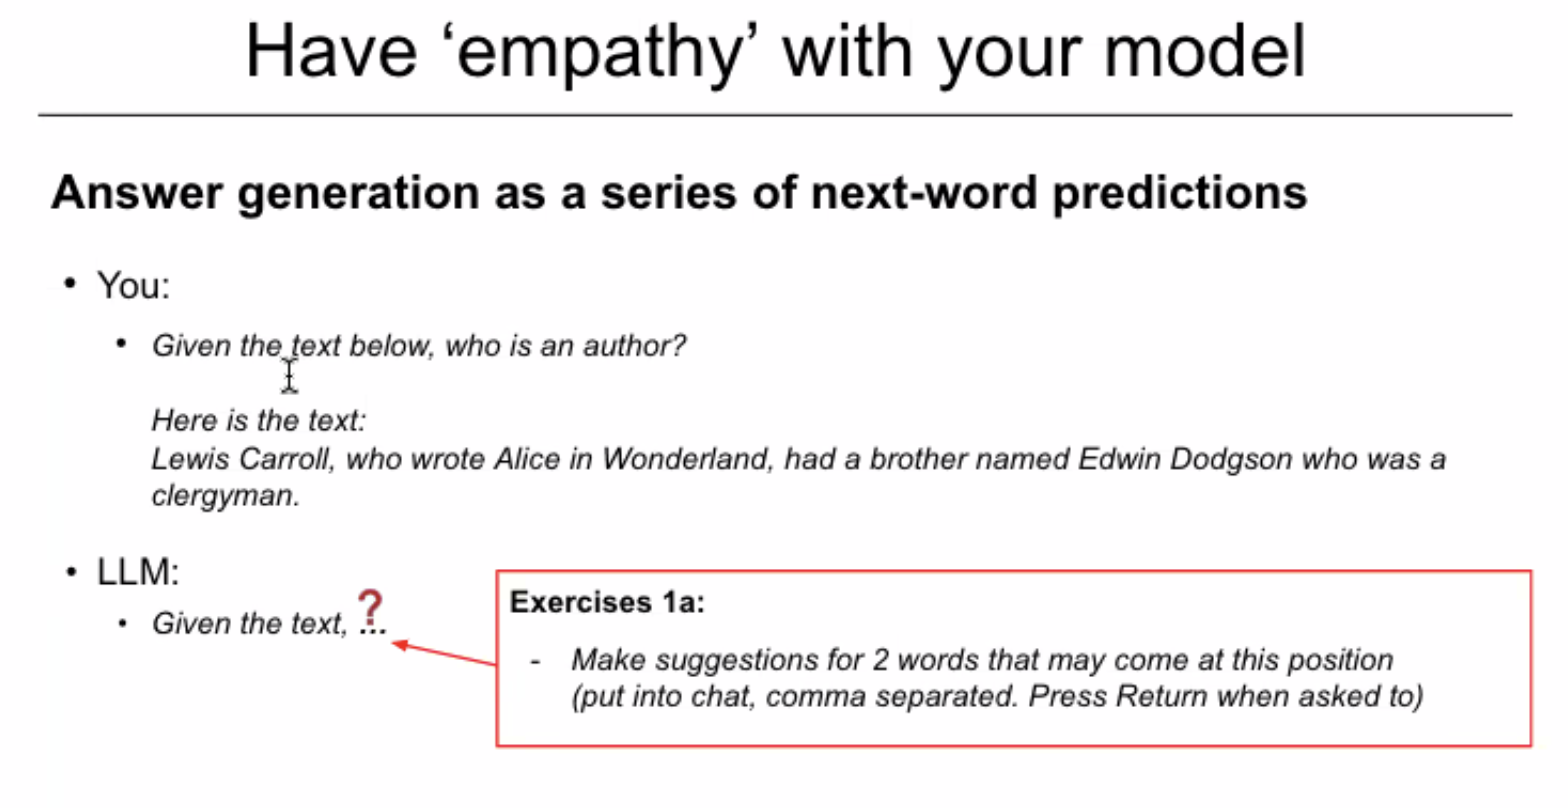 Have ‘empathy’ with your model
Answer generation as a series of next-word predictions
• You:
• Given the text below, who is an author?
Here is the text:
Lewis Carroll, who wrote Alice in Wonderland, had a brother named Edwin Dodgson who was a
clergyman.
• LLM:
• Given the text, ...
?
Exercises 1a:
- Make suggestions for 2 words that may come at this position
(put into chat, comma separated. Press Return when asked to)